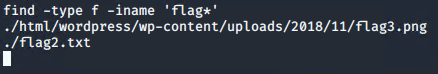 find -type f -iname 'flag*'
./html/wordpress/wp-content/uploads/2018/11/flag3.png
./flag2.txt